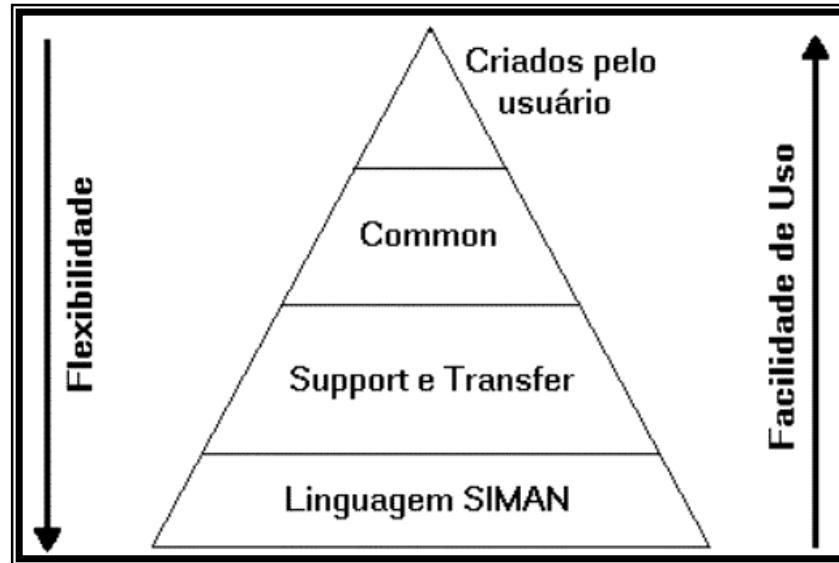 Criados pelo
usuário
Common
Support e Transfer
Linguagem SIMAN
Flexibilidade
Facilidade de Uso